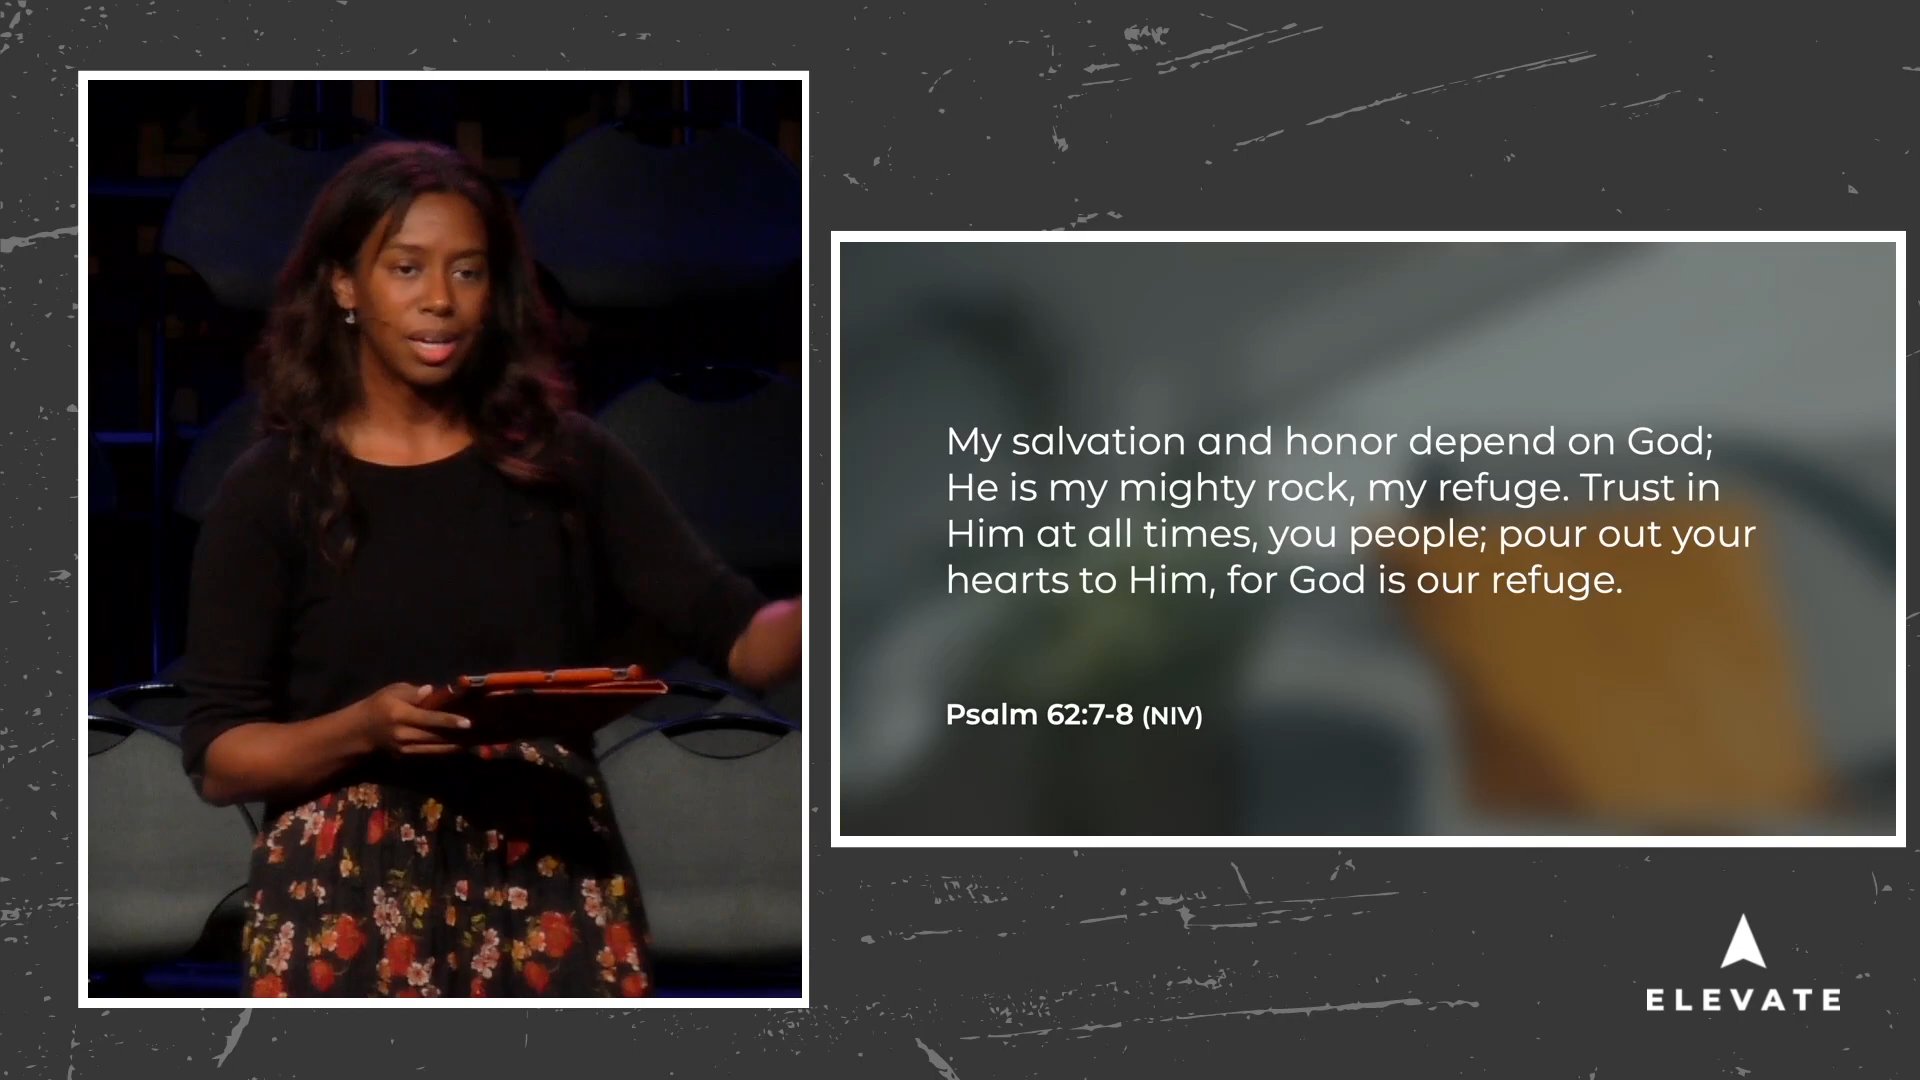 My salvation and honor depend on God;
He is my mighty rock, my refuge. Trust in
Him at all times, you people; pour out your
hearts to Him, for God is our refuge.
Psalm 62:7-8 (NIV)
ELEVATE